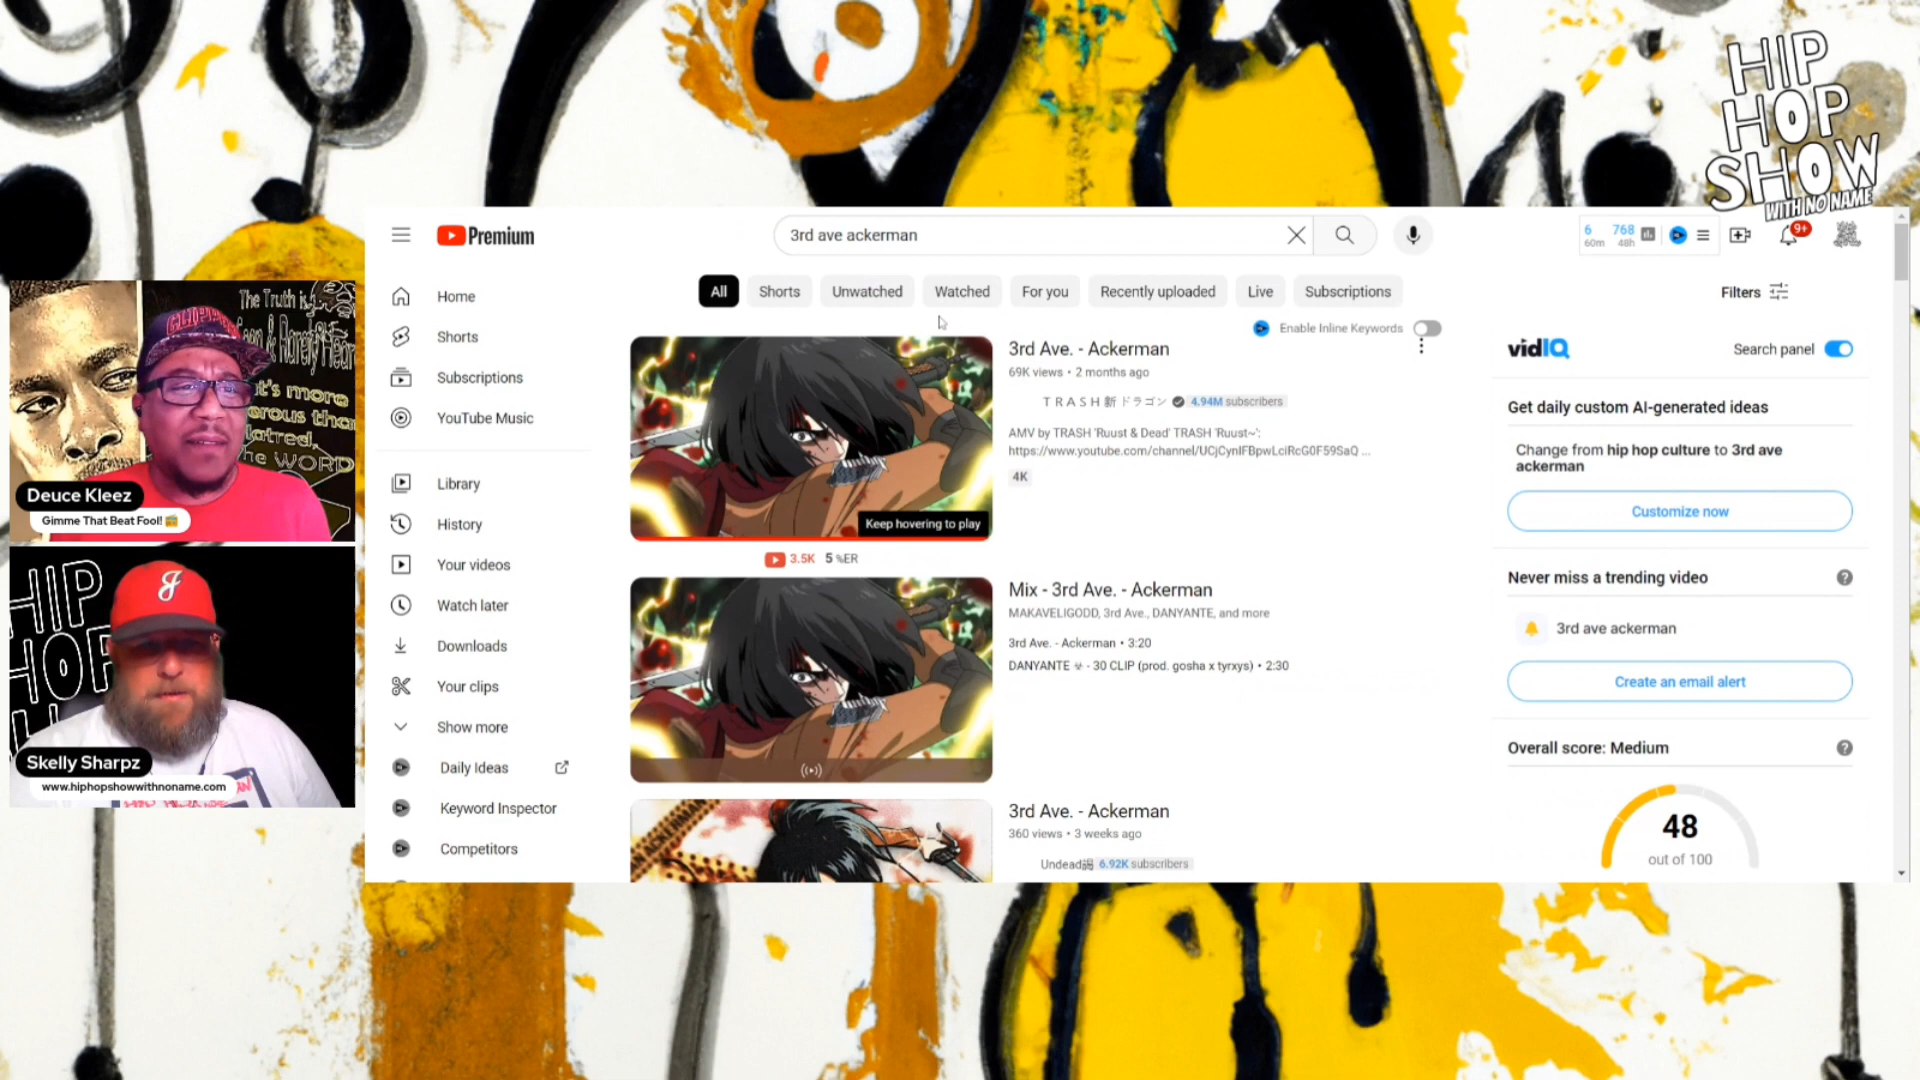 HIP
HOP
SHOW
WITH NO NAME
Premium
3rd ave ackerman
6
60m
768
48h
9+
Home
Shorts
Subscriptions
YouTube Music
Library
History
Your videos
Watch later
Downloads
Your clips
Show more
Daily Ideas
Keyword Inspector
Competitors
All
Shorts
Unwatched
Watched
For you
Recently uploaded
Live
Subscriptions
Filters
Enable Inline Keywords
3rd Ave. - Ackerman
69K views • 2 months ago
T R A S H 新 ドラゴン 4.94M subscribers
AMV by TRASH 'Ruust & Dead' TRASH 'Ruust~':
https://www.youtube.com/channel/UCjCynIFBpwLciRcG0F59SaQ ...
4K
Keep hovering to play
3.5K 5 %ER
Mix - 3rd Ave. - Ackerman
MAKAVELIGODD, 3rd Ave., DANYANTE, and more
3rd Ave. - Ackerman • 3:20
DANYANTE ☣ - 30 CLIP (prod. gosha x tyrxys) • 2:30
3rd Ave. - Ackerman
360 views • 3 weeks ago
6.92K subscribers
vidIQ
Search panel
Get daily custom AI-generated ideas
Change from hip hop culture to 3rd ave
ackerman
Customize now
Never miss a trending video
3rd ave ackerman
Create an email alert
Overall score: Medium
48
out of 100
The Truth is
CLIPP
Deuce Kleez
Gimme That Beat Fool! 📻
HIP
HOP
Skelly Sharpz
www.hiphopshowwithnoname.com